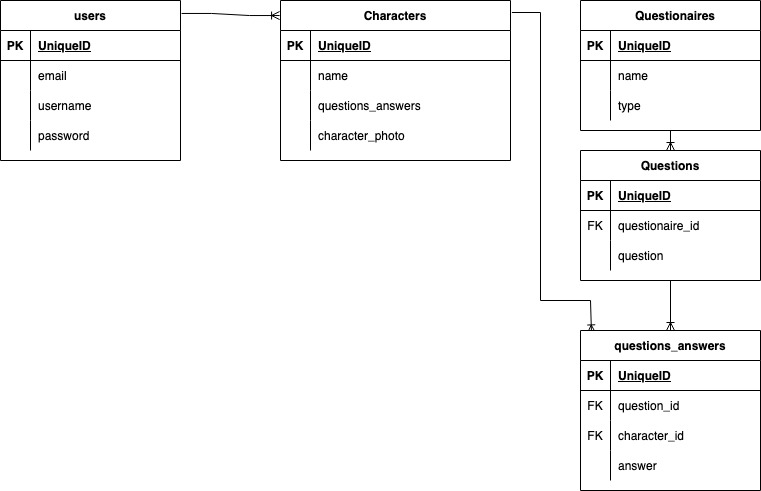 users
PK UniqueID
email
username
password
Characters
PK UniqueID
name
questions_answers
character_photo
Questionaires
PK UniqueID
name
type
Questions
PK UniqueID
FK questionaire_id
question
questions_answers
PK UniqueID
FK question_id
FK character_id
answer